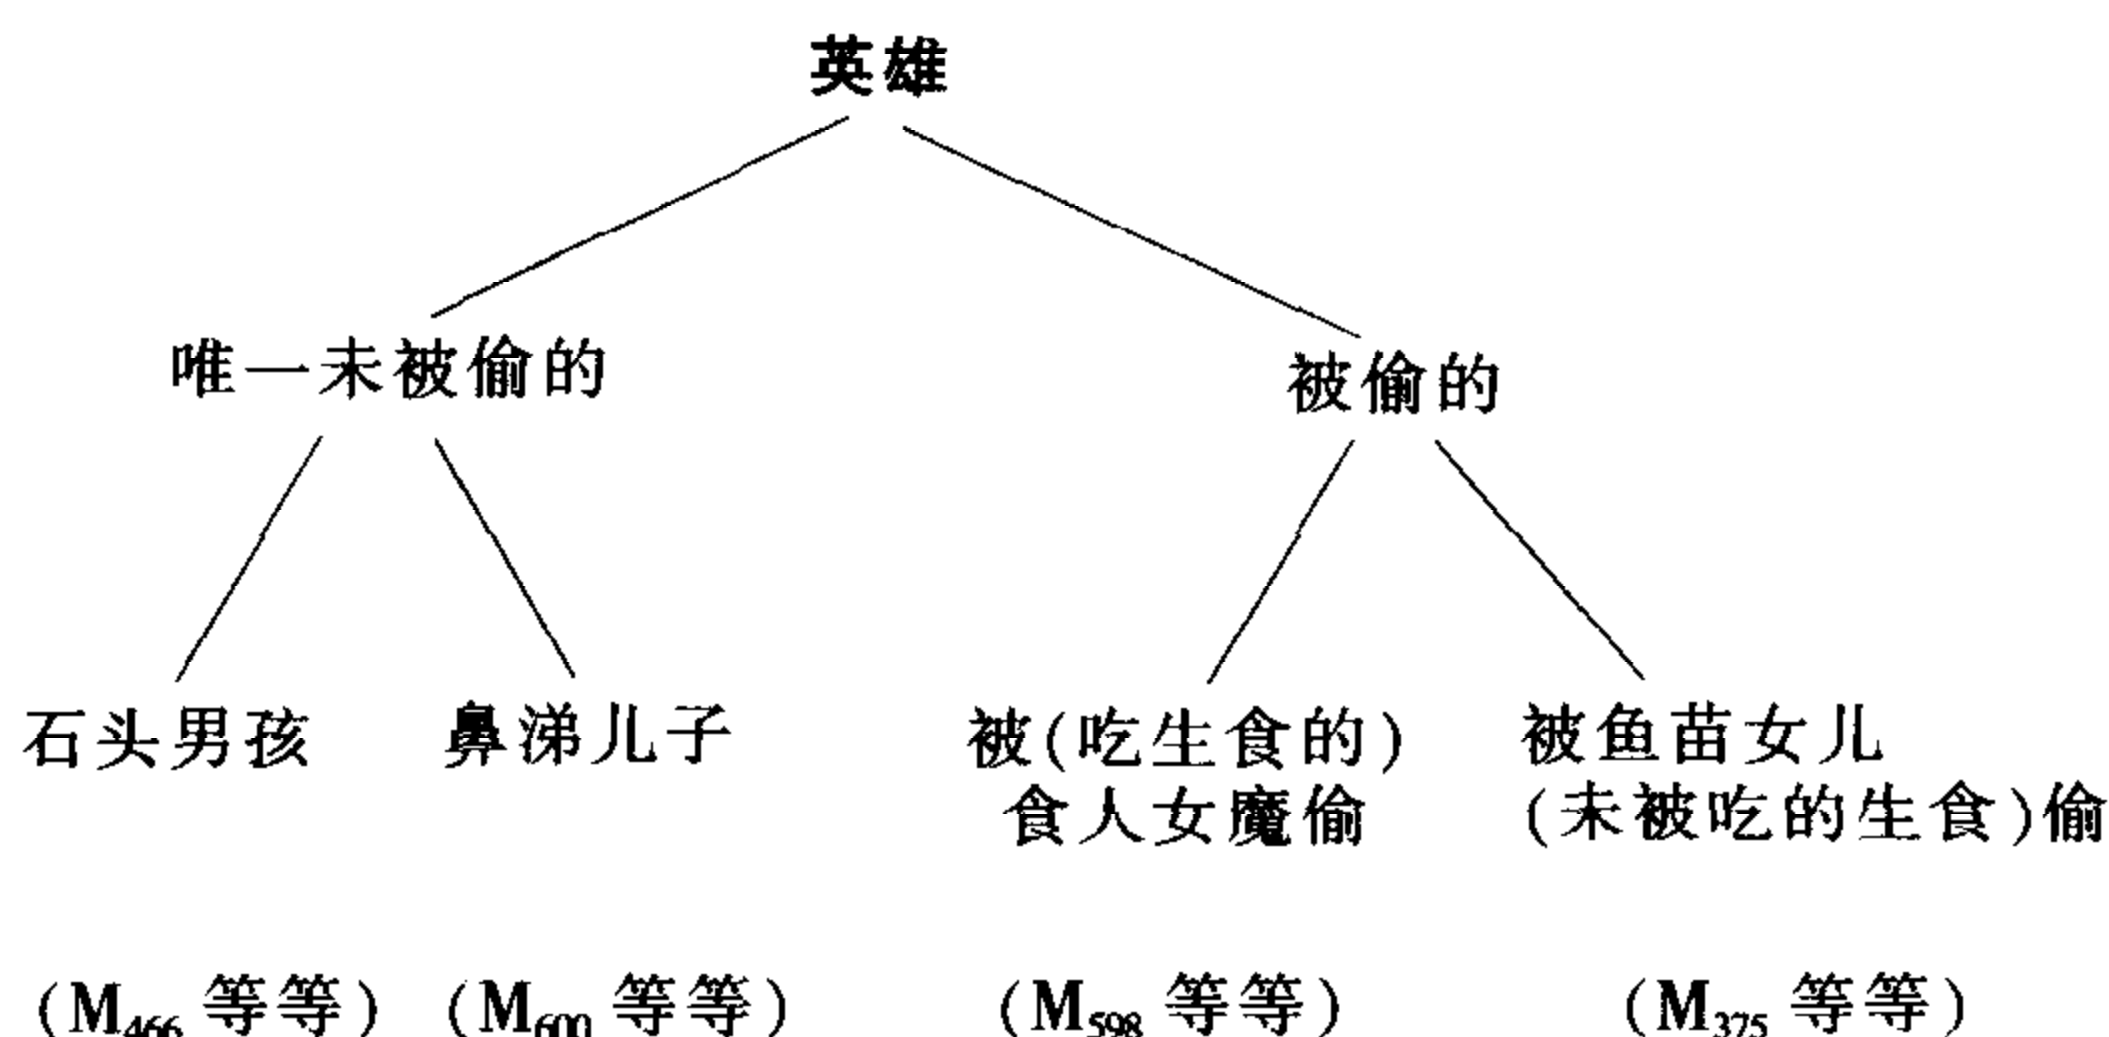 英雄
唯一未被偷的
被偷的
石头男孩
鼻涕儿子
被(吃生食的)
食人女魔偷
被鱼苗女儿
(未被吃的生食)偷
(M466 等等)
(M600 等等)
(M598 等等)
(M375 等等)